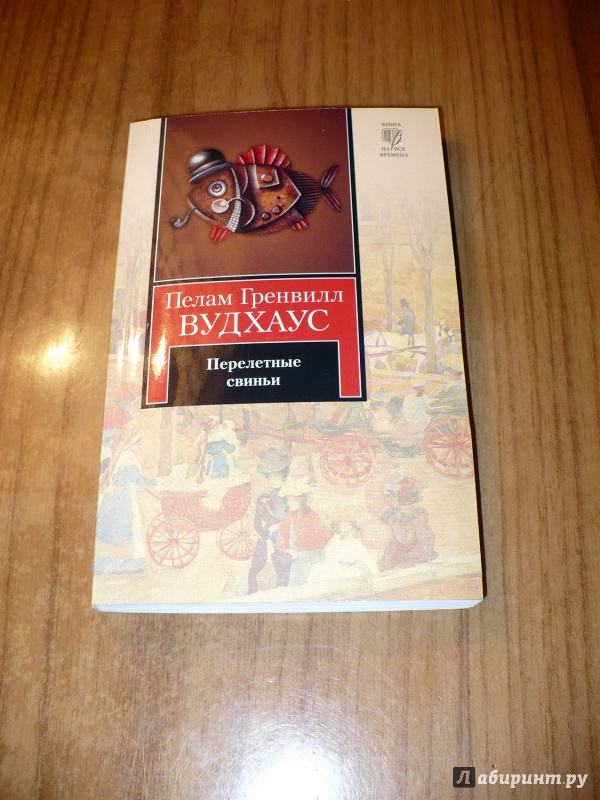 КНИГА
НА ВСЕ
ВРЕМЕНА
Пелам Гренвилл
ВУДХАУС
Перелетные
свиньи
Лабиринт.ру